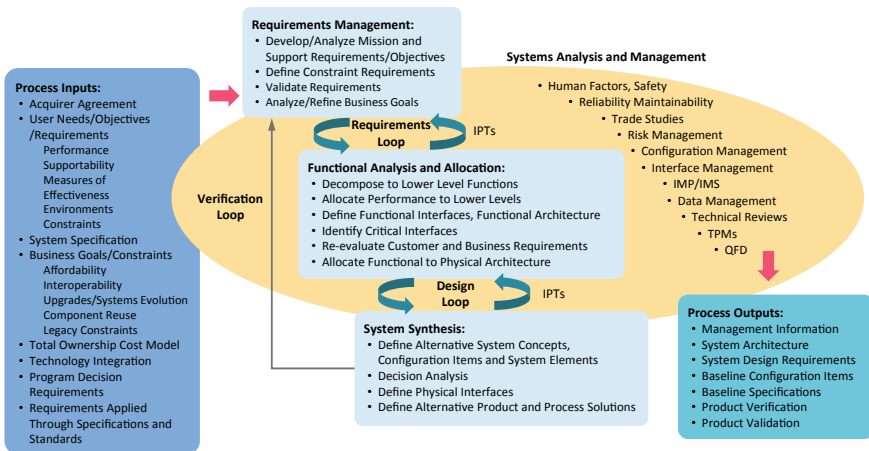 Process Inputs:
• Acquirer Agreement
• User Needs/Objectives
/Requirements
Performance
Supportability
Measures of
Effectiveness
Environments
Constraints
• System Specification
• Business Goals/Constraints
Affordability
Interoperability
Upgrades/Systems Evolution
Component Reuse
Legacy Constraints
• Total Ownership Cost Model
• Technology Integration
• Program Decision
Requirements
• Requirements Applied
Through Specifications and
Standards
Requirements Management:
• Develop/Analyze Mission and
Support Requirements/Objectives
• Define Constraint Requirements
• Validate Requirements
• Analyze/Refine Business Goals
Requirements
Loop
IPTs
Verification
Loop
Functional Analysis and Allocation:
• Decompose to Lower Level Functions
• Allocate Performance to Lower Levels
• Define Functional Interfaces, Functional Architecture
• Identify Critical Interfaces
• Re-evaluate Customer and Business Requirements
• Allocate Functional to Physical Architecture
Design
Loop
IPTs
System Synthesis:
• Define Alternative System Concepts,
Configuration Items and System Elements
• Decision Analysis
• Define Physical Interfaces
• Define Alternative Product and Process Solutions
Systems Analysis and Management
• Human Factors, Safety
• Reliability Maintainability
• Trade Studies
• Risk Management
• Configuration Management
• Interface Management
• IMP/IMS
• Data Management
• Technical Reviews
• TPMs
• QFD
Process Outputs:
• Management Information
• System Architecture
• System Design Requirements
• Baseline Configuration Items
• Baseline Specifications
• Product Verification
• Product Validation